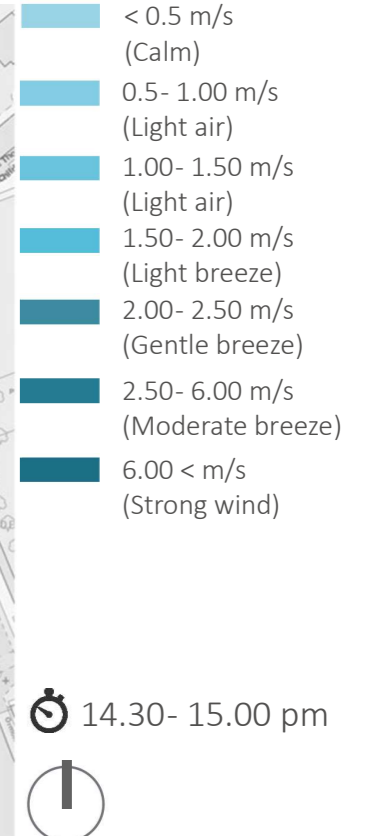 < 0.5 m/s
(Calm)
0.5- 1.00 m/s
(Light air)
1.00- 1.50 m/s
(Light air)
1.50- 2.00 m/s
(Light breeze)
2.00- 2.50 m/s
(Gentle breeze)
2.50- 6.00 m/s
(Moderate breeze)
6.00 < m/s
(Strong wind)
14.30- 15.00 pm